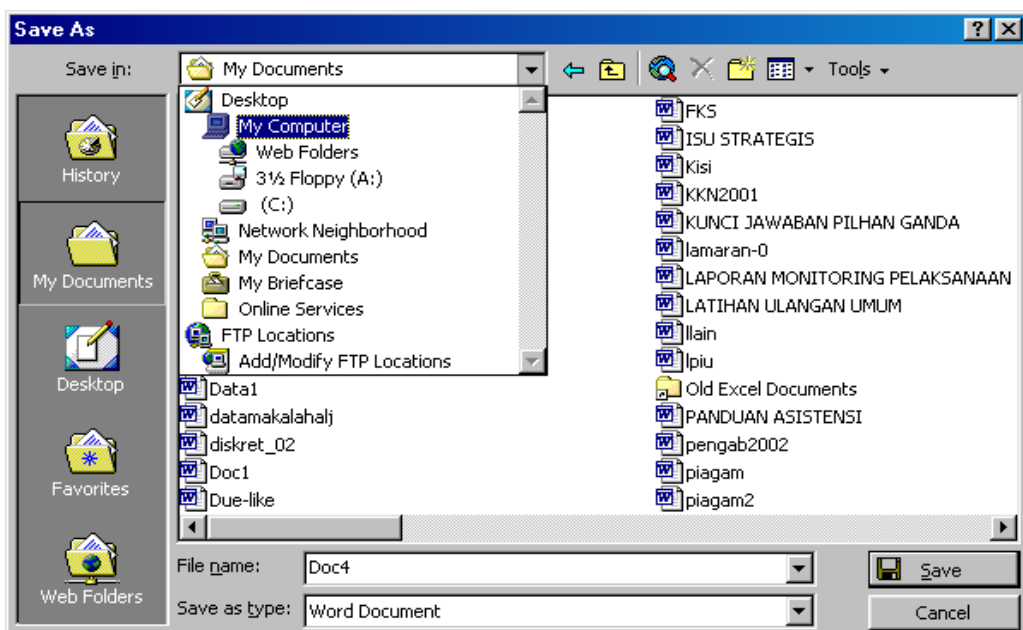 Save As
Save in:
My Documents
Tools
History
My Documents
Desktop
Favorites
Web Folders
Desktop
My Computer
Web Folders
3½ Floppy (A:)
(C:)
Network Neighborhood
My Documents
My Briefcase
Online Services
FTP Locations
Add/Modify FTP Locations
Data1
datamakalahalj
diskret_02
Doc1
Due-like
FKS
ISU STRATEGIS
Kisi
KKN2001
KUNCI JAWABAN PILHAN GANDA
lamaran-0
LAPORAN MONITORING PELAKSANAAN
LATIHAN ULANGAN UMUM
llain
lpiu
Old Excel Documents
PANDUAN ASISTENSI
pengab2002
piagam
piagam2
File name:
Doc4
Save
Save as type:
Word Document
Cancel